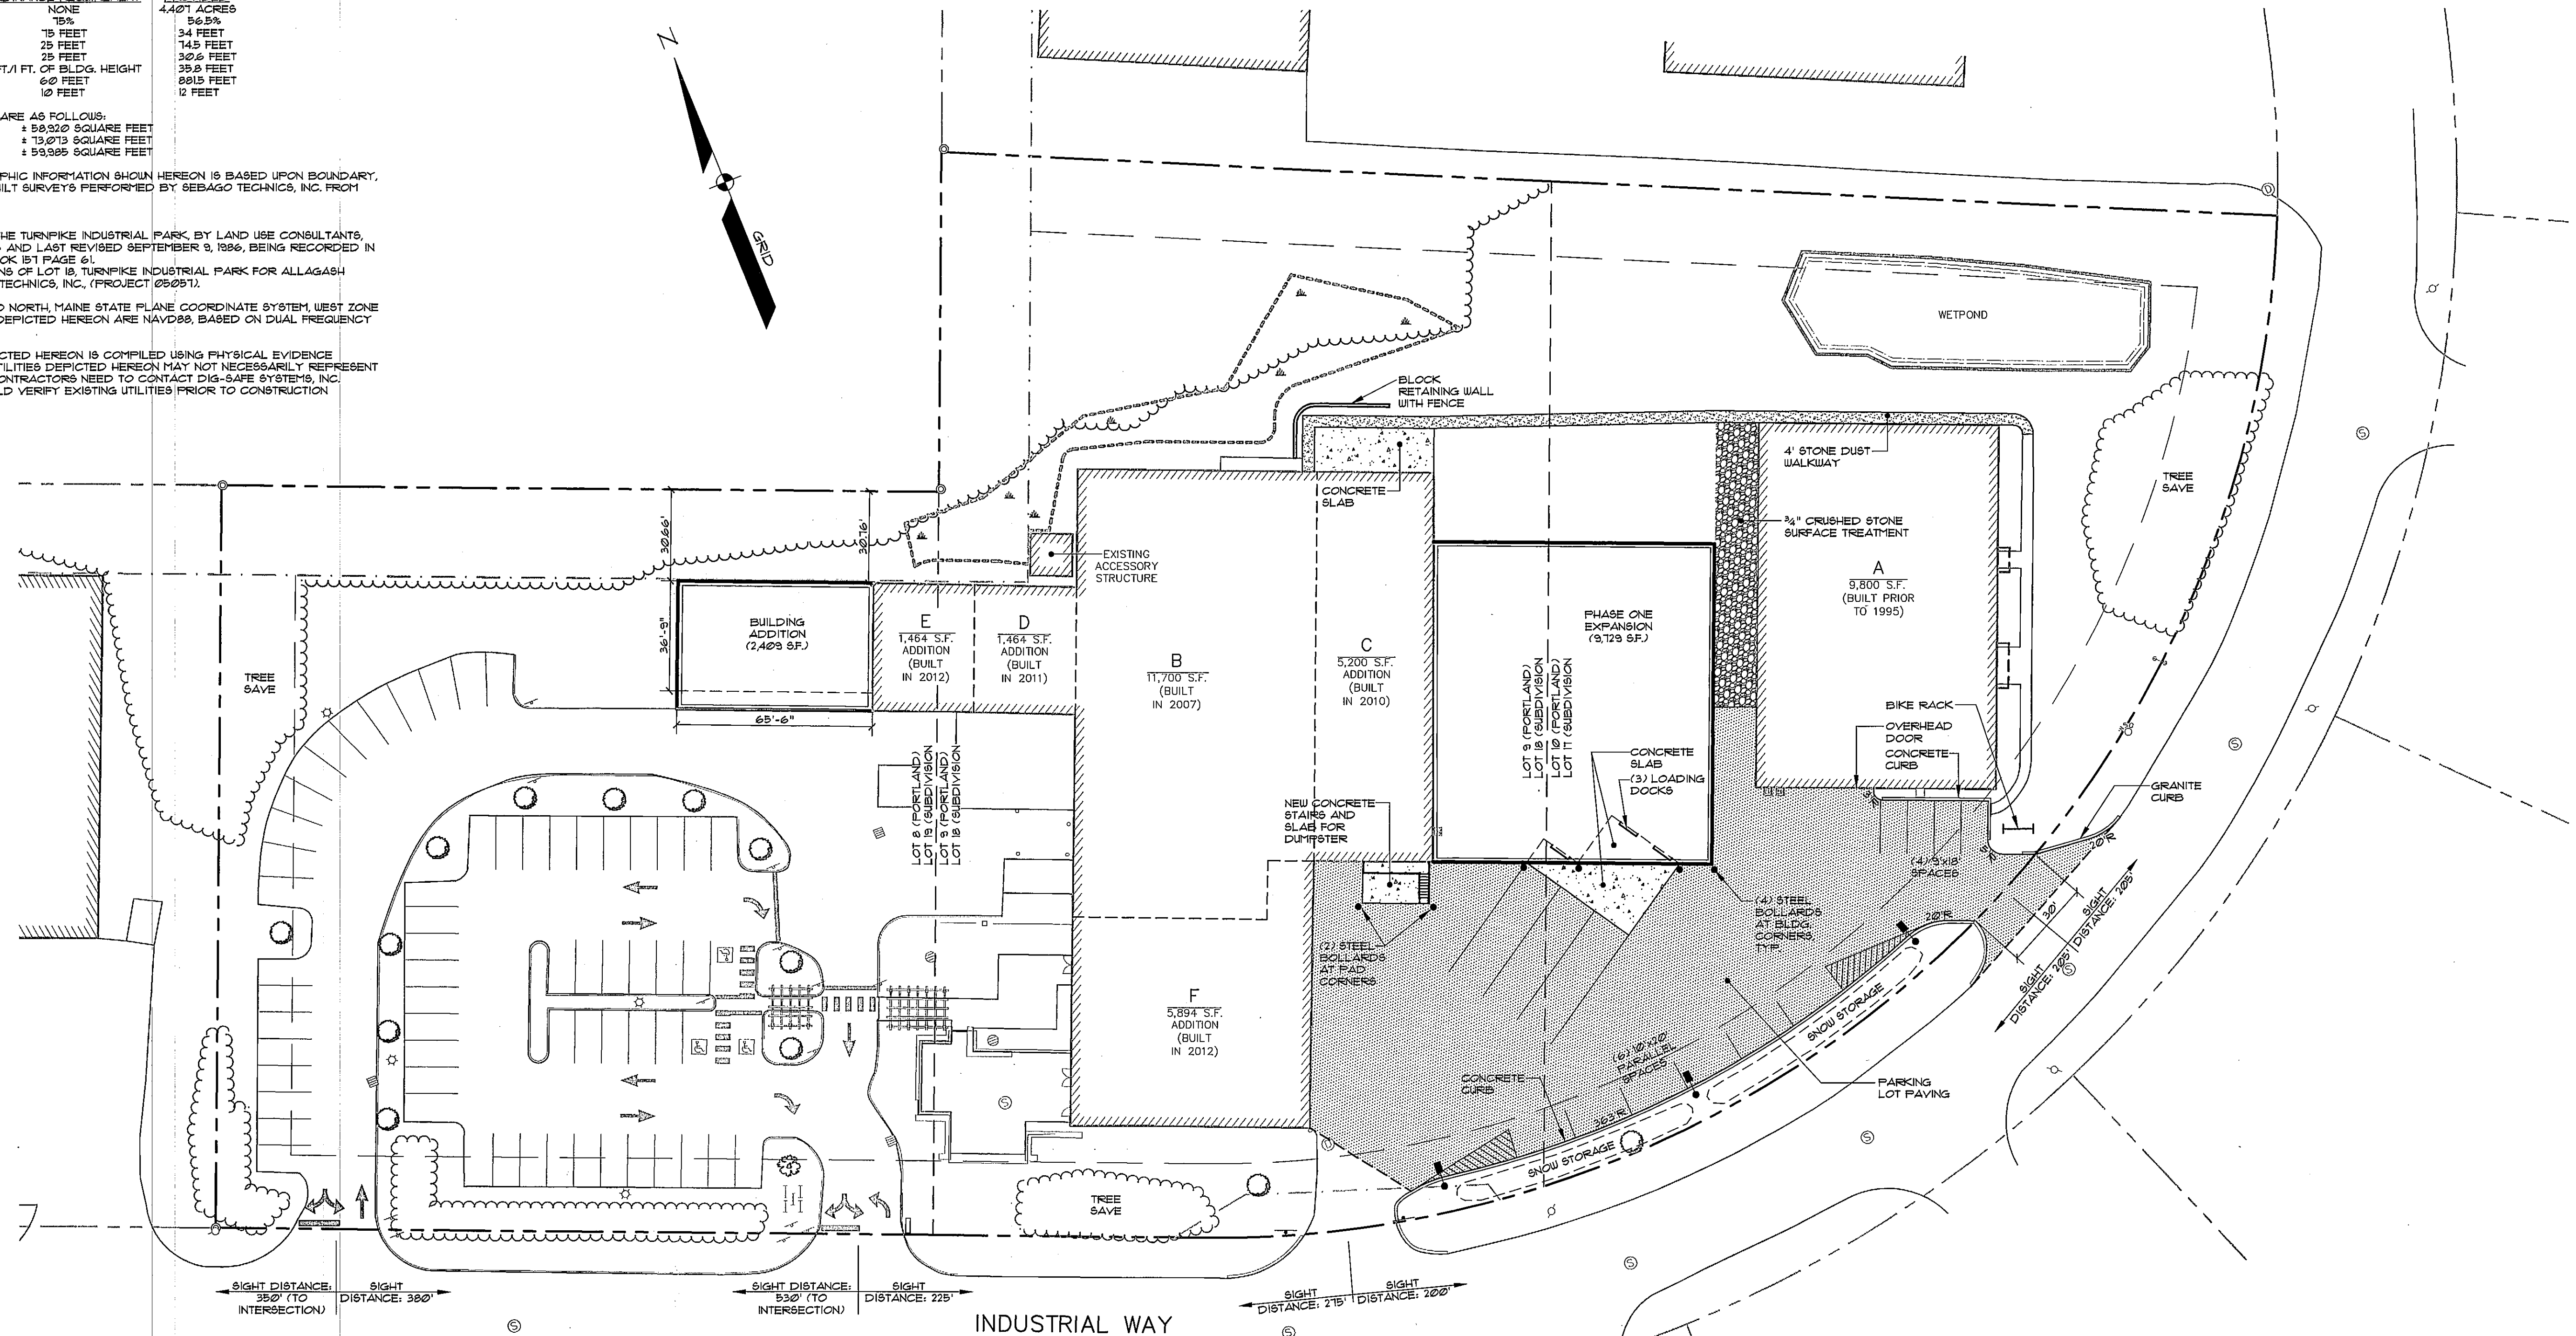 NONE 4.407 ACRES
75% 56.5%
75 FEET 34 FEET
25 FEET 74.5 FEET
25 FEET 30.6 FEET
FT./1 FT. OF BLDG. HEIGHT 35.8 FEET
60 FEET 881.5 FEET
10 FEET 12 FEET
ARE AS FOLLOWS:
± 58,920 SQUARE FEET
± 73,073 SQUARE FEET
± 59,985 SQUARE FEET
PHIC INFORMATION SHOWN HEREON IS BASED UPON BOUNDARY,
ILT SURVEYS PERFORMED BY SEBAGO TECHNICS, INC. FROM
HE TURNPIKE INDUSTRIAL PARK, BY LAND USE CONSULTANTS,
AND LAST REVISED SEPTEMBER 9, 1986, BEING RECORDED IN
OK 157 PAGE 61.
NS OF LOT 18, TURNPIKE INDUSTRIAL PARK FOR ALLAGASH
TECHNICS, INC., (PROJECT 05057).
D NORTH, MAINE STATE PLANE COORDINATE SYSTEM, WEST ZONE
DEPICTED HEREON ARE NAVD88, BASED ON DUAL FREQUENCY
CTED HEREON IS COMPILED USING PHYSICAL EVIDENCE
TILITIES DEPICTED HEREON MAY NOT NECESSARILY REPRESENT
ONTRACTORS NEED TO CONTACT DIG-SAFE SYSTEMS, INC.
LD VERIFY EXISTING UTILITIES PRIOR TO CONSTRUCTION
N
GRID
WETPOND
BLOCK
RETAINING WALL
WITH FENCE
4' STONE DUST
WALKWAY
TREE
SAVE
CONCRETE
SLAB
3/4" CRUSHED STONE
SURFACE TREATMENT
30.66'
30.76'
EXISTING
ACCESSORY
STRUCTURE
A
9,800 S.F.
(BUILT PRIOR
TO 1995)
BUILDING
ADDITION
(2,409 S.F.)
36'-9"
65'-6"
E
1,464 S.F.
ADDITION
(BUILT
IN 2012)
D
1,464 S.F.
ADDITION
(BUILT
IN 2011)
B
11,700 S.F.
(BUILT
IN 2007)
C
5,200 S.F.
ADDITION
(BUILT
IN 2010)
PHASE ONE
EXPANSION
(9,729 S.F.)
LOT 9 (PORTLAND)
LOT 18 (SUBDIVISION
LOT 10 (PORTLAND)
LOT 17 (SUBDIVISION
TREE
SAVE
BIKE RACK
OVERHEAD
DOOR
CONCRETE
CURB
GRANITE
CURB
CONCRETE
SLAB
(3) LOADING
DOCKS
NEW CONCRETE
STAIRS AND
SLAB FOR
DUMPSTER
LOT 8 (PORTLAND)
LOT 19 (SUBDIVISION
LOT 9 (PORTLAND)
LOT 18 (SUBDIVISION
3'R
5'R
20'R
(4) 9'x18'
SPACES
(4) STEEL
BOLLARDS
AT BLDG.
CORNERS,
TYP.
(2) STEEL
BOLLARDS
AT PAD
CORNERS
20'R
30'
SIGHT
DISTANCE: 205'
SIGHT
DISTANCE: 205'
F
5,894 S.F.
ADDITION
(BUILT
IN 2012)
SNOW STORAGE
(6) 10'x20'
PARALLEL
SPACES
CONCRETE
CURB
363'R
PARKING
LOT PAVING
SNOW STORAGE
TREE
SAVE
SIGHT DISTANCE:
350' (TO
INTERSECTION)
SIGHT
DISTANCE: 380'
SIGHT DISTANCE:
530' (TO
INTERSECTION)
SIGHT
DISTANCE: 225'
SIGHT
DISTANCE: 275'
SIGHT
DISTANCE: 200'
INDUSTRIAL WAY